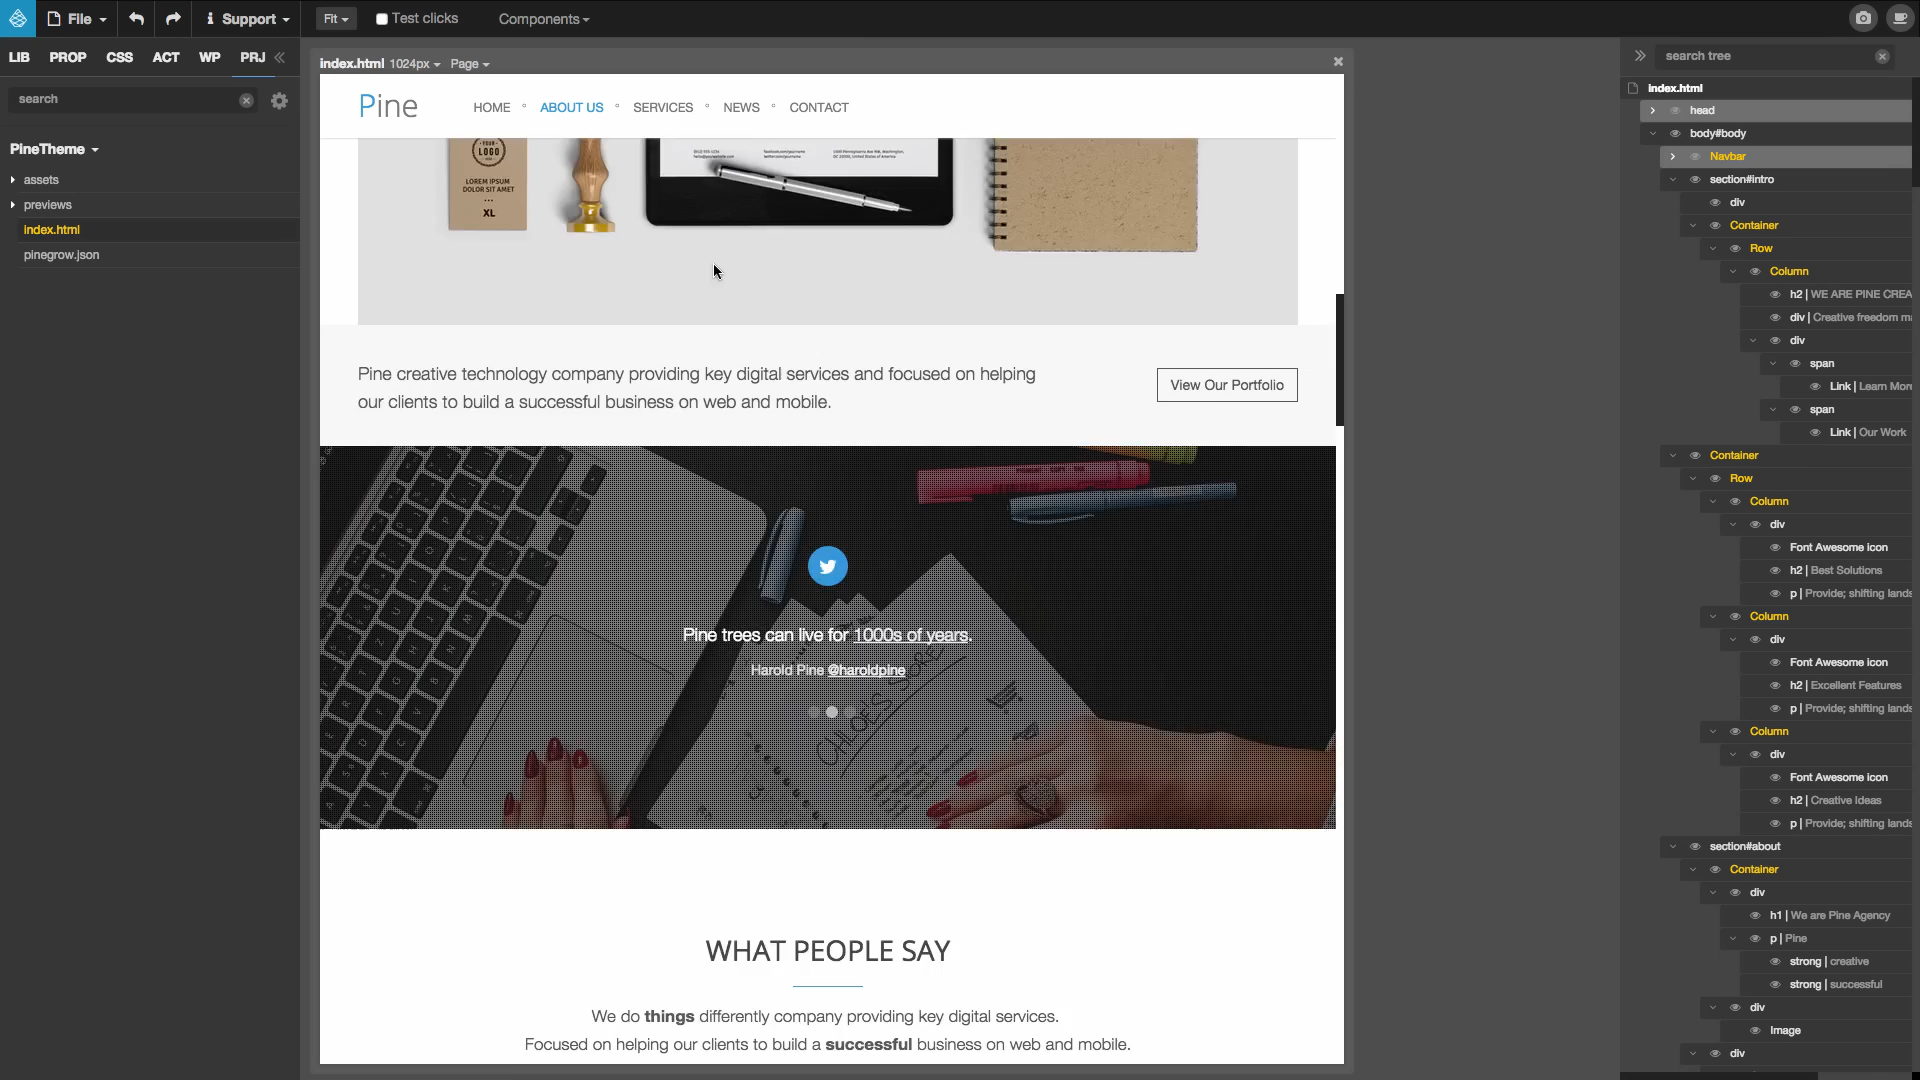 File
Support
Fit
Test clicks
Components
LIB PROP CSS ACT WP PRJ
search
PineTheme
assets
previews
index.html
pinegrow.json
index.html 1024px Page
Pine
HOME ABOUT US SERVICES NEWS CONTACT
YOUR
LOGO
LOREM IPSUM
DOLOR SIT AMET
XL
Pine creative technology company providing key digital services and focused on helping
our clients to build a successful business on web and mobile.
View Our Portfolio
Pine trees can live for 1000s of years.
Harold Pine @haroldpine
CHLOE'S STORE
WHAT PEOPLE SAY
We do things differently company providing key digital services.
Focused on helping our clients to build a successful business on web and mobile.
search tree
index.html
head
body#body
Navbar
section#intro
div
Container
Row
Column
h2 | WE ARE PINE CREA
div | Creative freedom m
div
span
Link | Learn More
span
Link | Our Work
Container
Row
Column
div
Font Awesome icon
h2 | Best Solutions
p | Provide; shifting lands
Column
div
Font Awesome icon
h2 | Excellent Features
p | Provide; shifting lands
Column
div
Font Awesome icon
h2 | Creative Ideas
p | Provide; shifting lands
section#about
Container
div
h1 | We are Pine Agency
p | Pine
strong | creative
strong | successful
div
Image
div